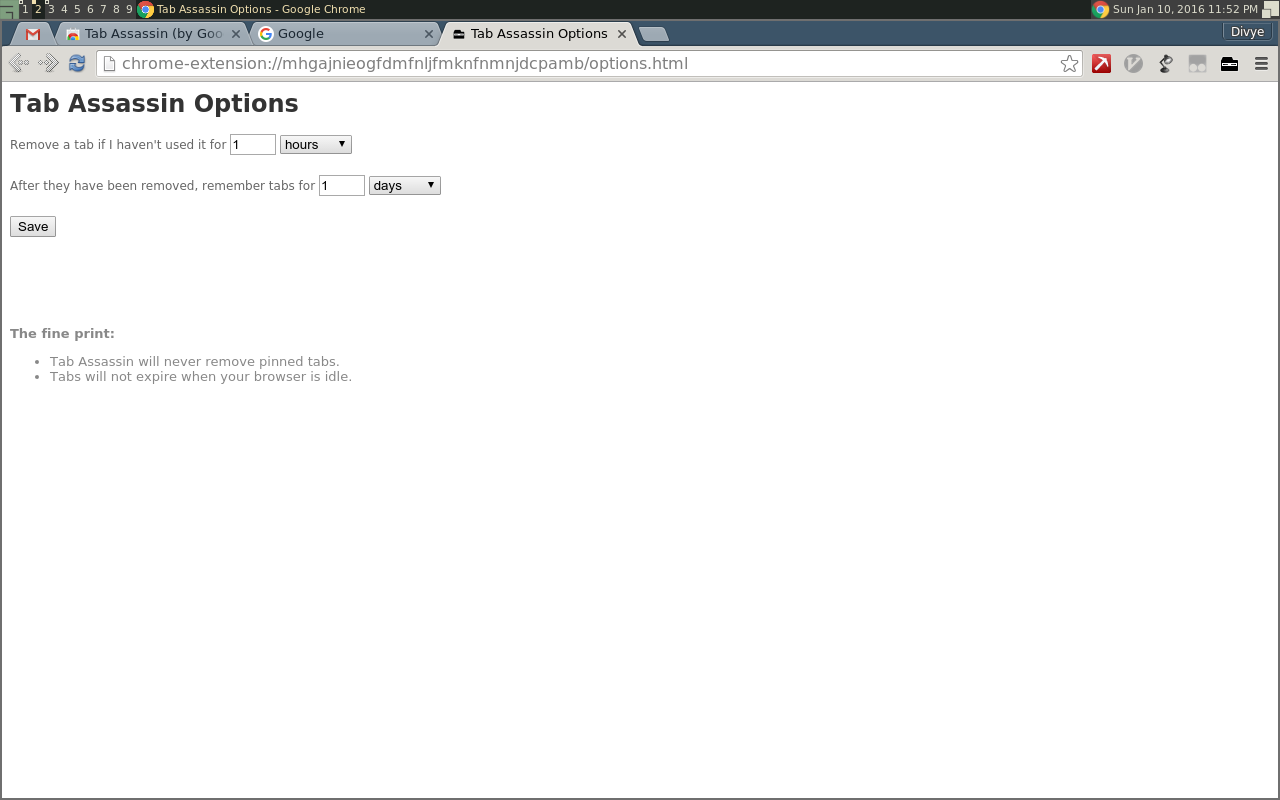 1 2 3 4 5 6 7 8 9 Tab Assassin Options - Google Chrome Sun Jan 10, 2016 11:52 PM
Tab Assassin (by Goo Google Tab Assassin Options Divye
chrome-extension://mhgajnieogfdmfnljfmknfnmnjdcpamb/options.html
Tab Assassin Options
Remove a tab if I haven't used it for 1 hours
After they have been removed, remember tabs for 1 days
Save
The fine print:
• Tab Assassin will never remove pinned tabs.
• Tabs will not expire when your browser is idle.